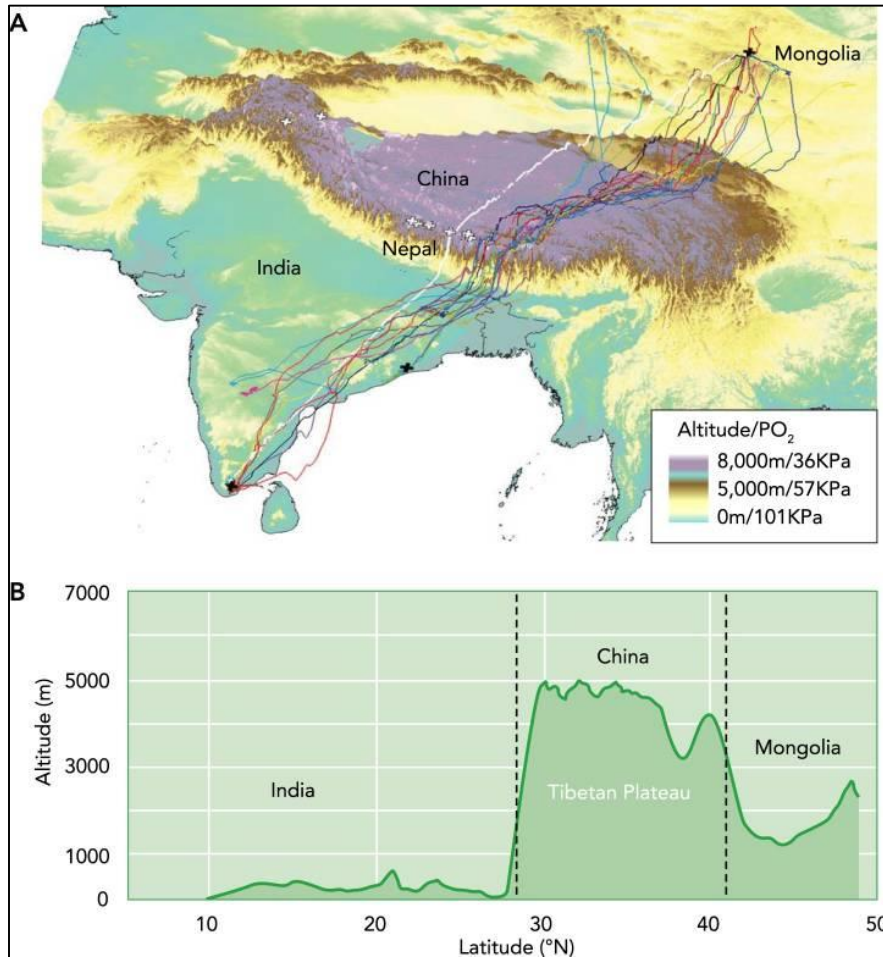 A
Mongolia
China
Nepal
India
Altitude/PO₂
8,000m/36KPa
5,000m/57KPa
0m/101KPa
B
7000
5000
3000
1000
0
Altitude (m)
China
Mongolia
India
Tibetan Plateau
10 20 30 40 50
Latitude (°N)